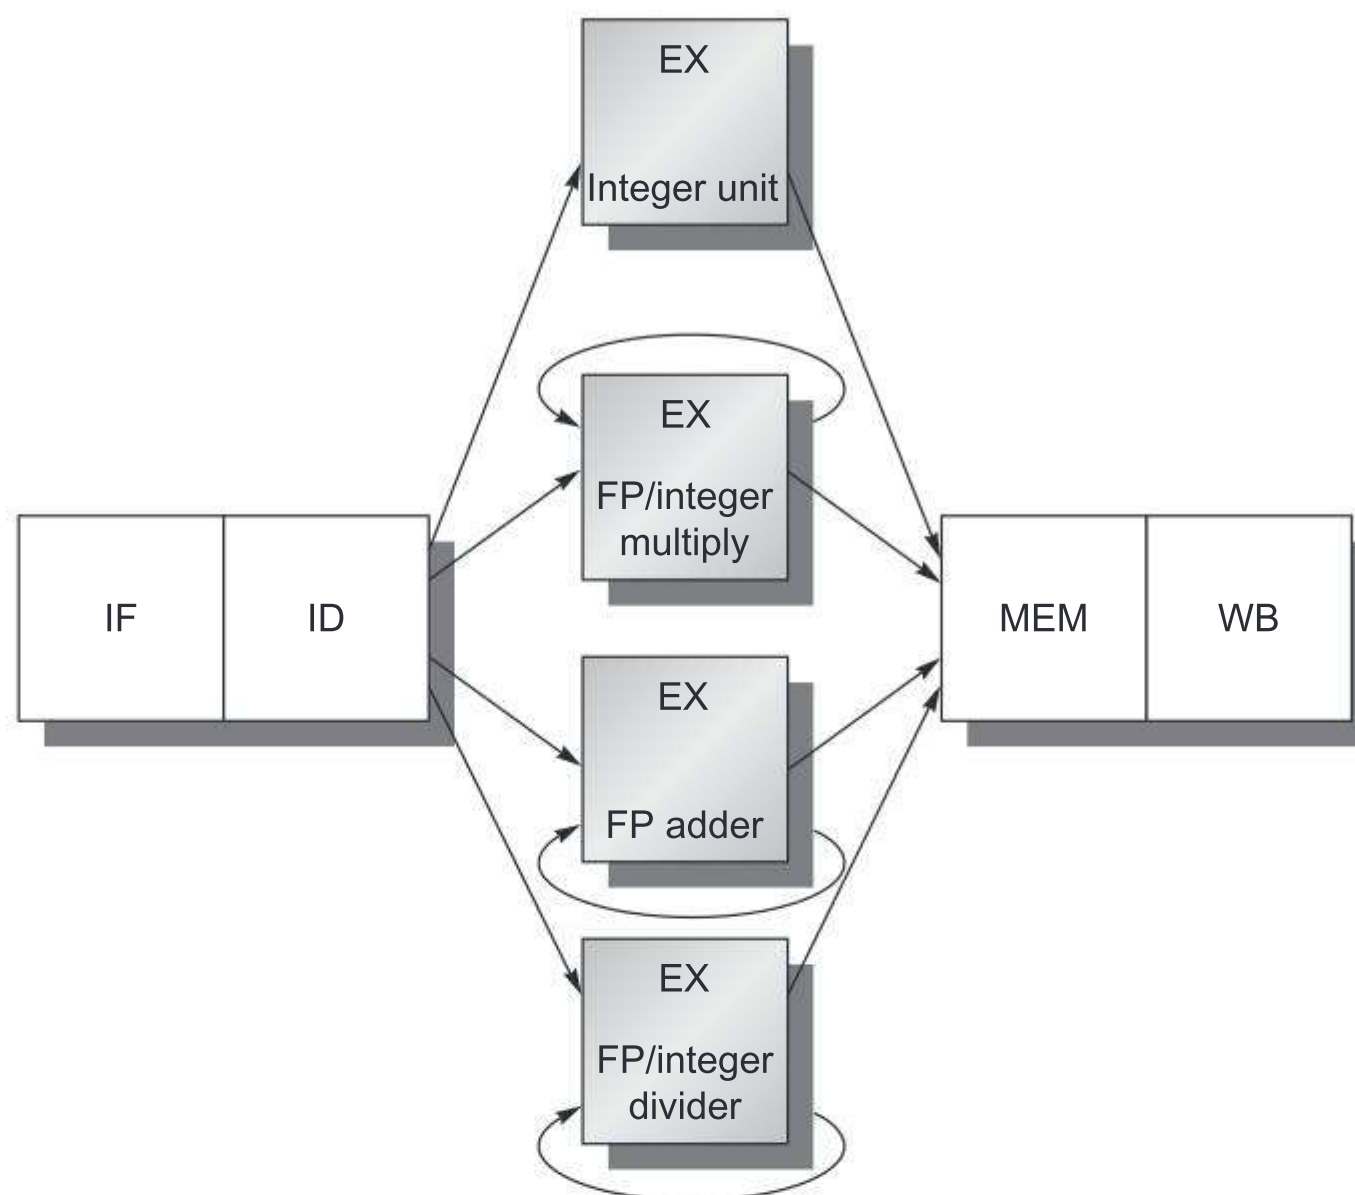 EX
Integer unit
EX
FP/integer
multiply
IF
ID
MEM
WB
EX
FP adder
EX
FP/integer
divider